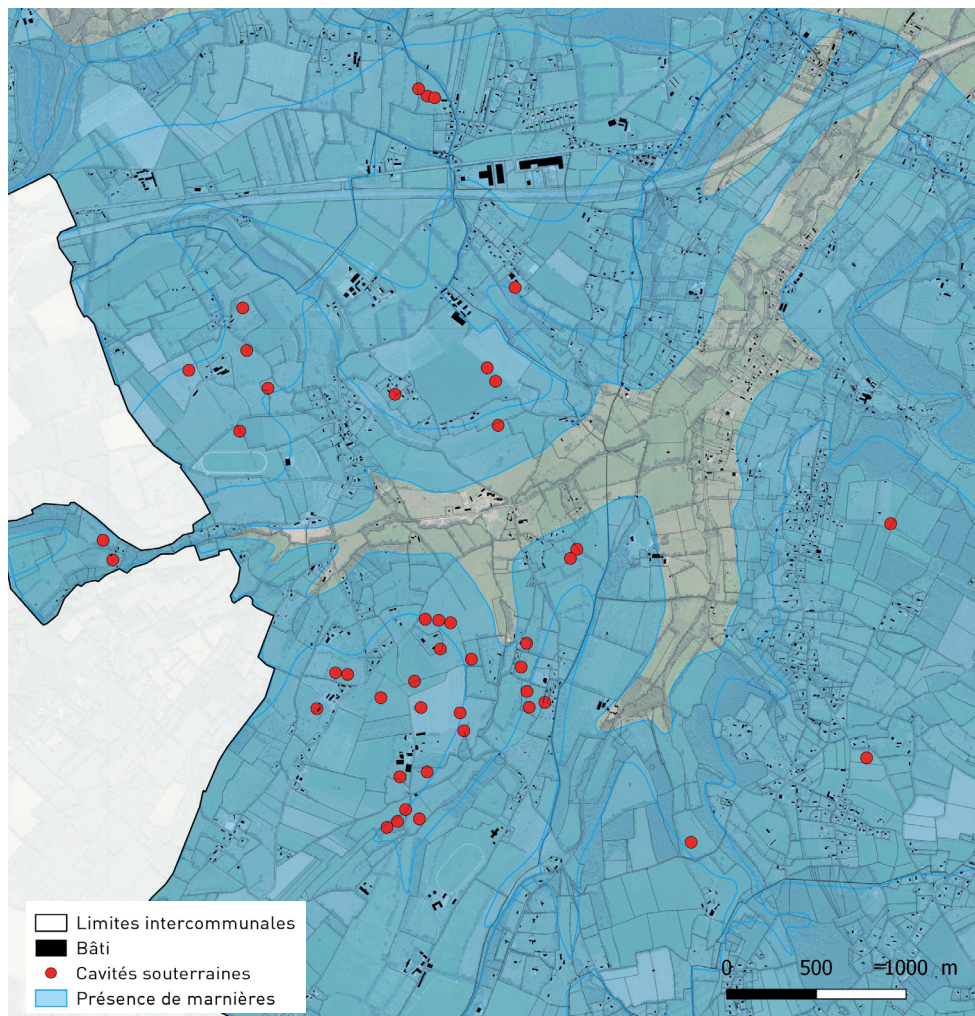 Limites intercommunales
Bâti
Cavités souterraines
Présence de marnières
0 500 =1000 m